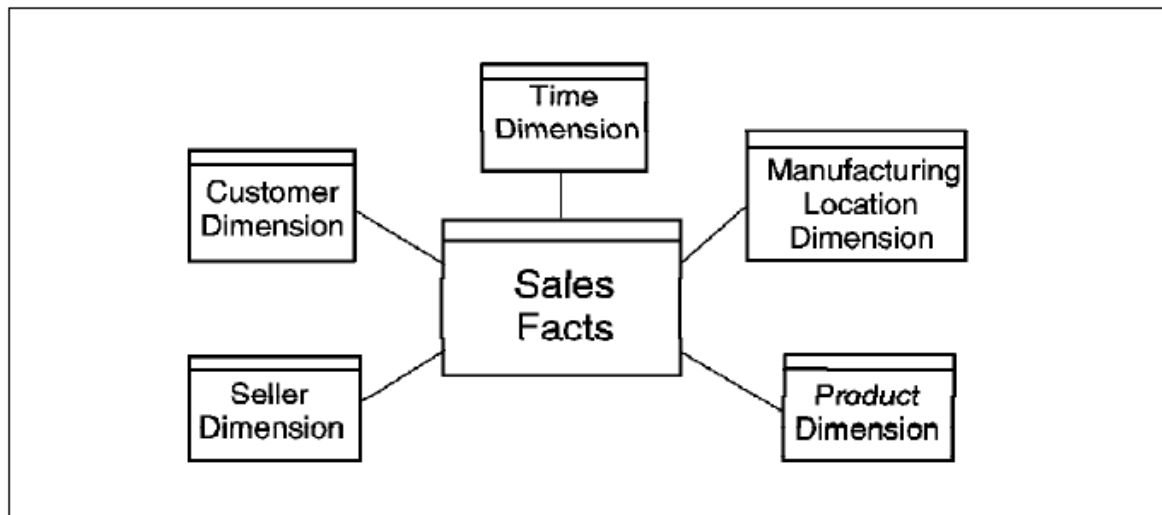 Time
Dimension
Customer
Dimension
Manufacturing
Location
Dimension
Sales
Facts
Seller
Dimension
Product
Dimension